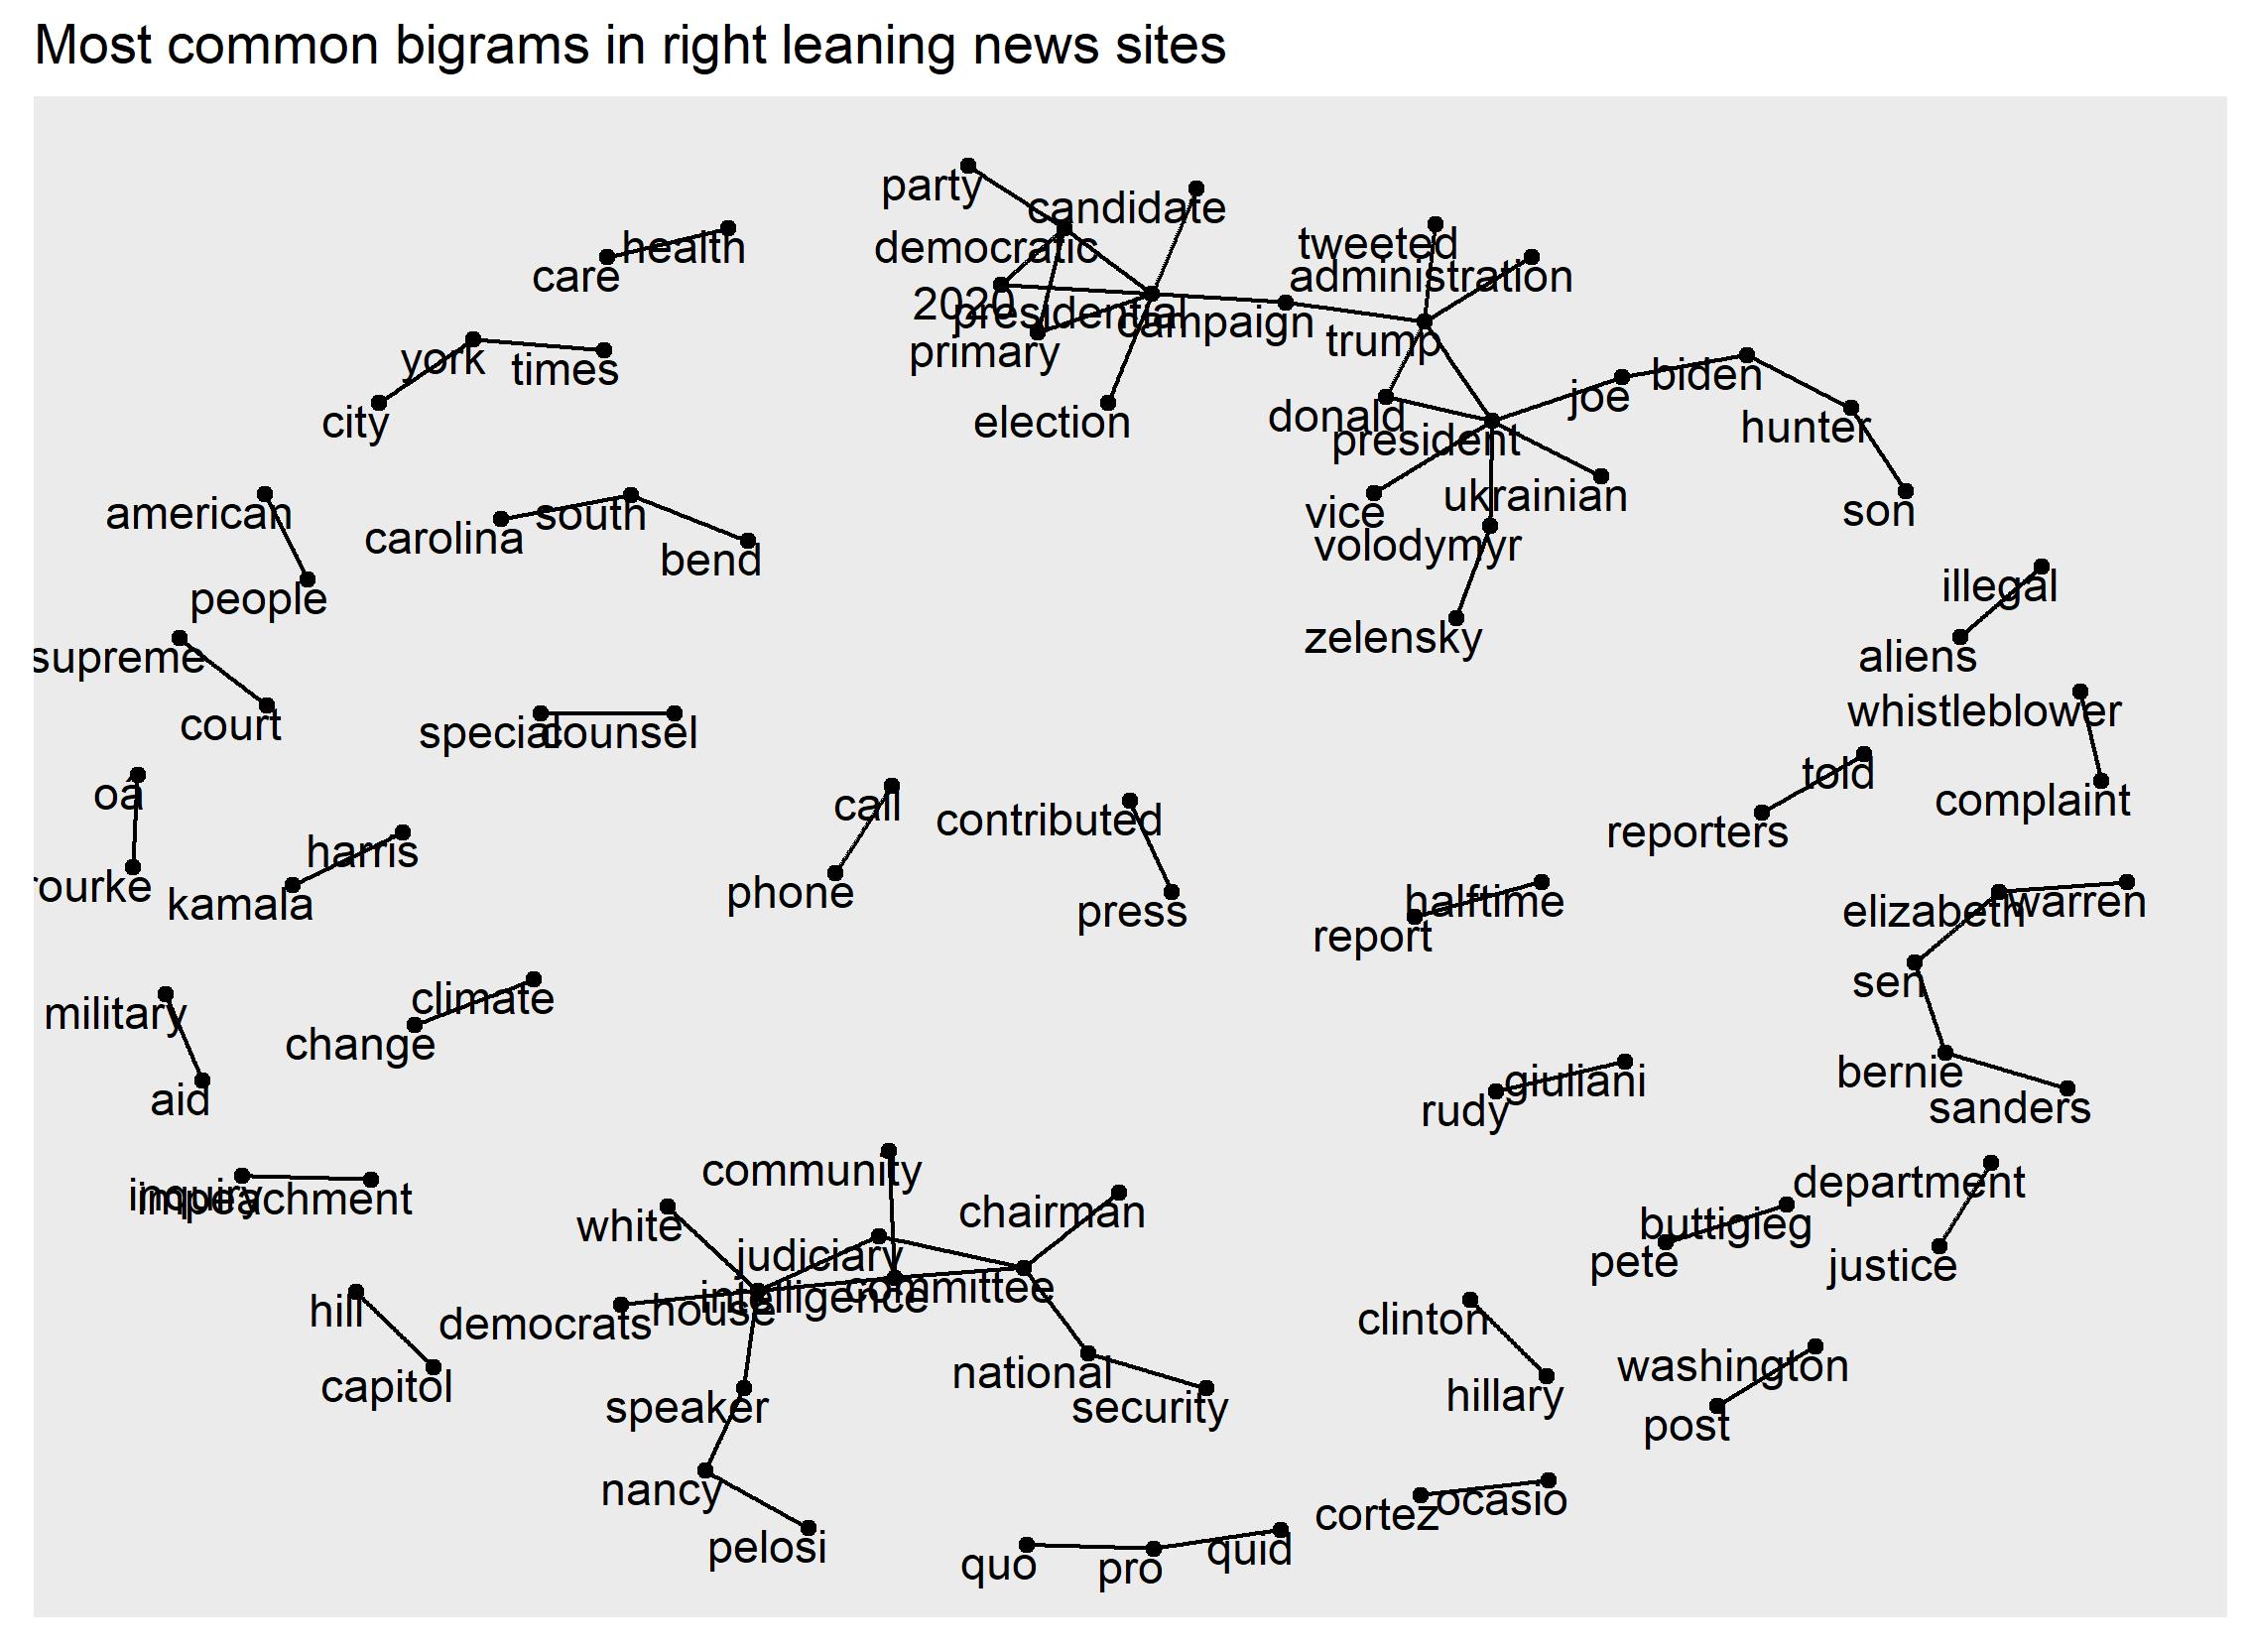 Most common bigrams in right leaning news sites
party
candidate
health
democratic
tweeted
care
administration
2020
presidential
campaign
trump
york
times
primary
joe
biden
city
election
donald
president
hunter
american
carolina
south
vice
ukrainian
son
bend
volodymyr
people
illegal
zelensky
supreme
aliens
court
special
counsel
whistleblower
oâ
call
contributed
told
complaint
harris
reporters
rourke
kamala
phone
press
halftime
elizabeth
warren
report
military
climate
sen
change
bernie
aid
rudy
giuliani
sanders
community
inquiry
impeachment
white
chairman
department
judiciary
buttigieg
pete
justice
hill
democrats
house
intelligence
committee
clinton
capitol
national
washington
speaker
security
hillary
post
nancy
cortez
ocasio
pelosi
quo
pro
quid